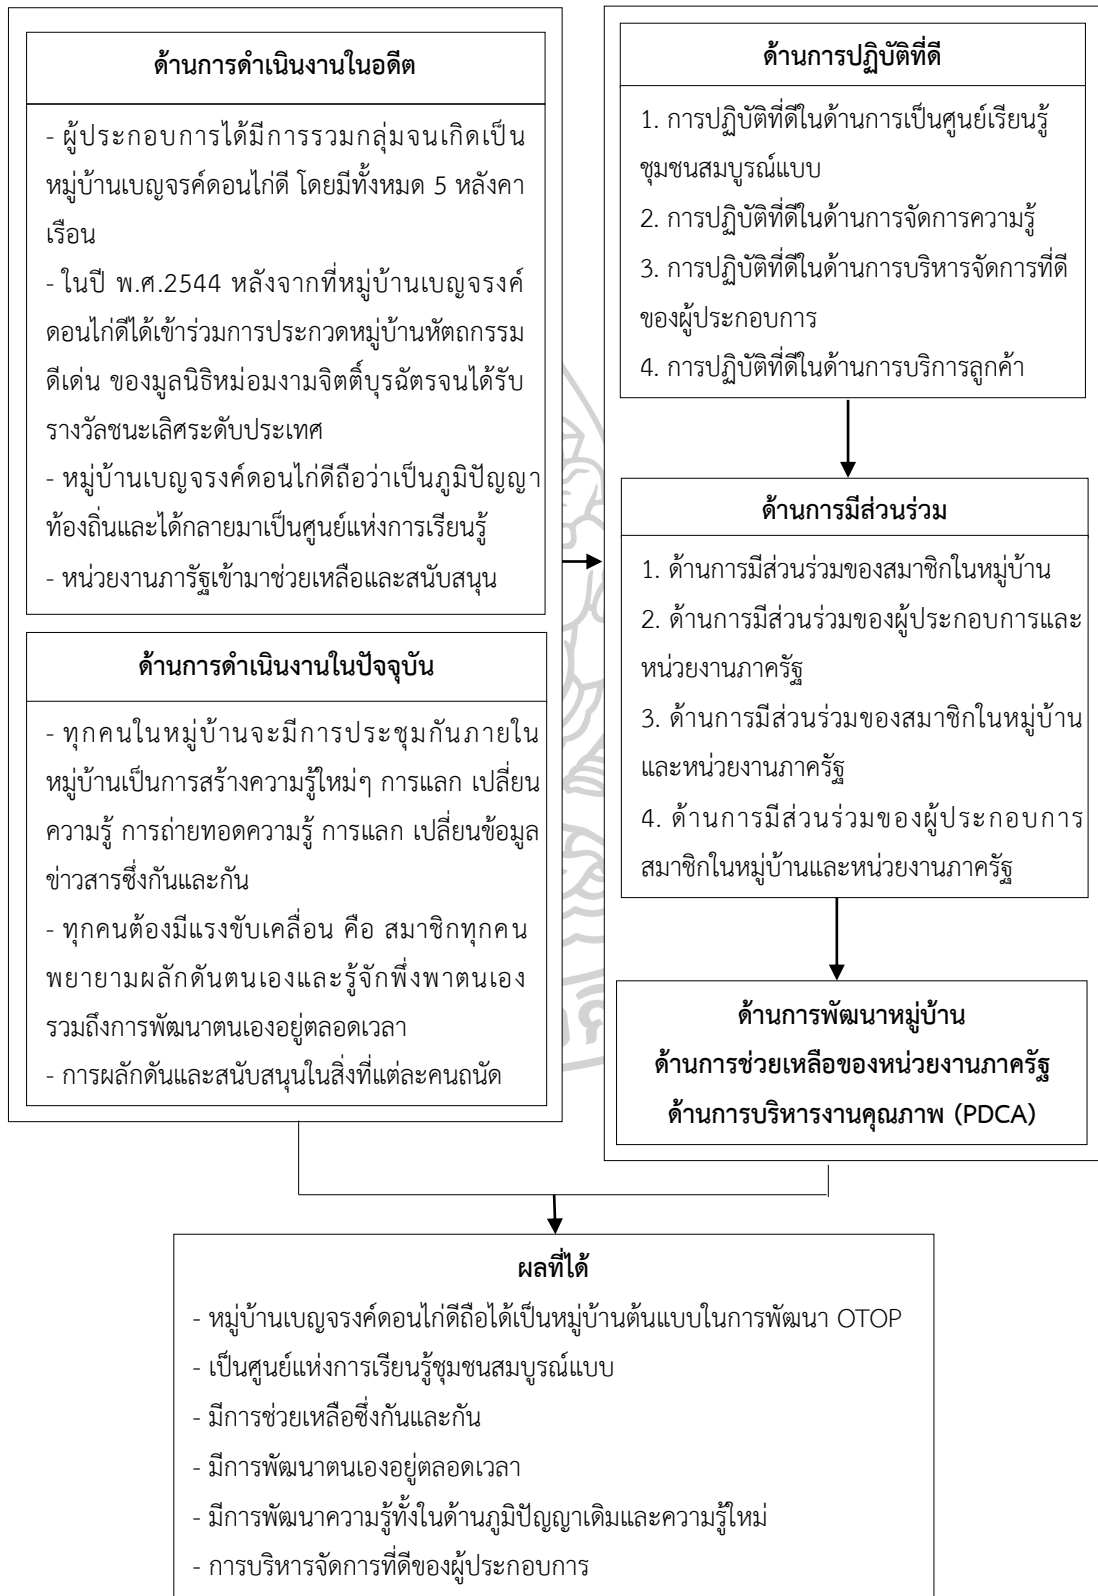 ด้านการดำเนินงานในอดีต
- ผู้ประกอบการได้มีการรวมกลุ่มจนเกิดเป็น
หมู่บ้านเบญจรค์ดอนไก่ดี โดยมีทั้งหมด 5 หลังคา
เรือน
- ในปี พ.ศ.2544 หลังจากที่หมู่บ้านเบญจรงค์
ดอนไก่ดีได้เข้าร่วมการประกวดหมู่บ้านหัตถกรรม
ดีเด่น ของมูลนิธิหม่อมงามจิตติ์บุรฉัตรจนได้รับ
รางวัลชนะเลิศระดับประเทศ
- หมู่บ้านเบญจรงค์ดอนไก่ดีถือว่าเป็นภูมิปัญญา
ท้องถิ่นและได้กลายมาเป็นศูนย์แห่งการเรียนรู้
- หน่วยงานภารัฐเข้ามาช่วยเหลือและสนับสนุน
ด้านการดำเนินงานในปัจจุบัน
- ทุกคนในหมู่บ้านจะมีการประชุมกันภายใน
หมู่บ้านเป็นการสร้างความรู้ใหม่ๆ การแลก เปลี่ยน
ความรู้ การถ่ายทอดความรู้ การแลก เปลี่ยนข้อมูล
ข่าวสารซึ่งกันและกัน
- ทุกคนต้องมีแรงขับเคลื่อน คือ สมาชิกทุกคน
พยายามผลักดันตนเองและรู้จักพึ่งพาตนเอง
รวมถึงการพัฒนาตนเองอยู่ตลอดเวลา
- การผลักดันและสนับสนุนในสิ่งที่แต่ละคนถนัด
ด้านการปฏิบัติที่ดี
1. การปฏิบัติที่ดีในด้านการเป็นศูนย์เรียนรู้
ชุมชนสมบูรณ์แบบ
2. การปฏิบัติที่ดีในด้านการจัดการความรู้
3. การปฏิบัติที่ดีในด้านการบริหารจัดการที่ดี
ของผู้ประกอบการ
4. การปฏิบัติที่ดีในด้านการบริการลูกค้า
ด้านการมีส่วนร่วม
1. ด้านการมีส่วนร่วมของสมาชิกในหมู่บ้าน
2. ด้านการมีส่วนร่วมของผู้ประกอบการและ
หน่วยงานภาครัฐ
3. ด้านการมีส่วนร่วมของสมาชิกในหมู่บ้าน
และหน่วยงานภาครัฐ
4. ด้านการมีส่วนร่วมของผู้ประกอบการ
สมาชิกในหมู่บ้านและหน่วยงานภาครัฐ
ด้านการพัฒนาหมู่บ้าน
ด้านการช่วยเหลือของหน่วยงานภาครัฐ
ด้านการบริหารงานคุณภาพ (PDCA)
ผลที่ได้
- หมู่บ้านเบญจรงค์ดอนไก่ดีถือได้เป็นหมู่บ้านต้นแบบในการพัฒนา OTOP
- เป็นศูนย์แห่งการเรียนรู้ชุมชนสมบูรณ์แบบ
- มีการช่วยเหลือซึ่งกันและกัน
- มีการพัฒนาตนเองอยู่ตลอดเวลา
- มีการพัฒนาความรู้ทั้งในด้านภูมิปัญญาเดิมและความรู้ใหม่
- การบริหารจัดการที่ดีของผู้ประกอบการ